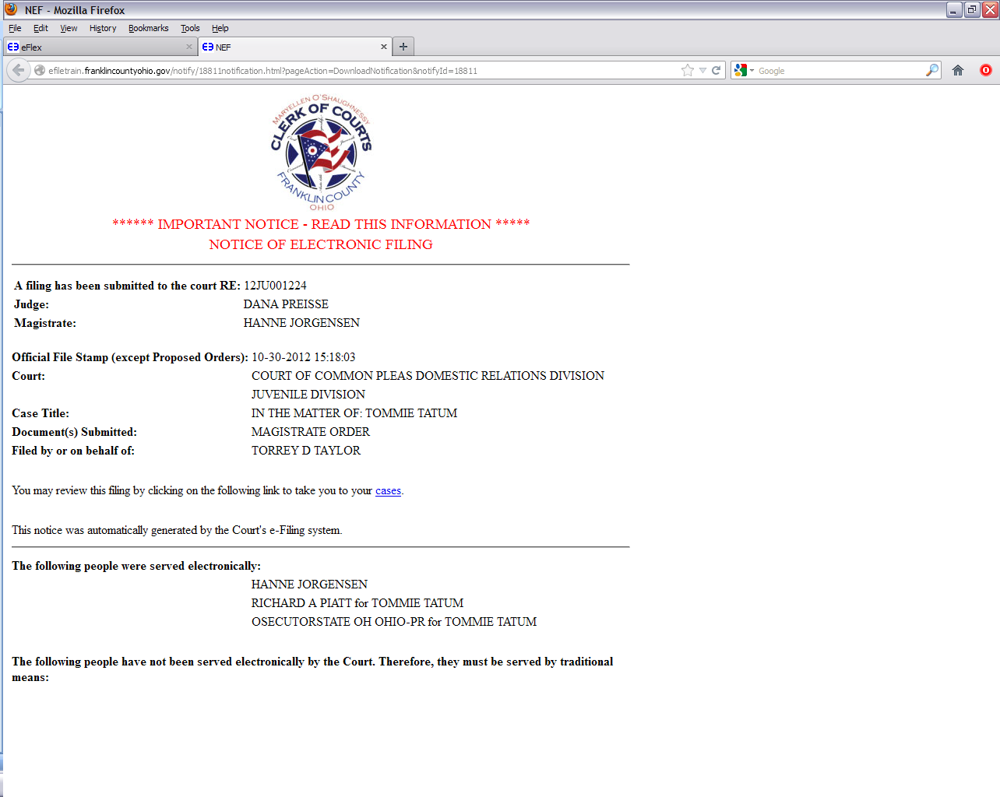 NEF - Mozilla Firefox
File Edit View History Bookmarks Tools Help
eFlex
NEF
efiletrain.franklincountyohio.gov/notify/18811notification.html?pageAction=DownloadNotification&notifyId=18811
Google
MARYELLEN O'SHAUGHNESSY
CLERK OF COURTS
FRANKLIN COUNTY
OHIO
****** IMPORTANT NOTICE - READ THIS INFORMATION *****
NOTICE OF ELECTRONIC FILING
A filing has been submitted to the court RE: 12JU001224
Judge: DANA PREISSE
Magistrate: HANNE JORGENSEN
Official File Stamp (except Proposed Orders): 10-30-2012 15:18:03
Court: COURT OF COMMON PLEAS DOMESTIC RELATIONS DIVISION
JUVENILE DIVISION
Case Title: IN THE MATTER OF: TOMMIE TATUM
Document(s) Submitted: MAGISTRATE ORDER
Filed by or on behalf of: TORREY D TAYLOR
You may review this filing by clicking on the following link to take you to your cases.
This notice was automatically generated by the Court's e-Filing system.
The following people were served electronically:
HANNE JORGENSEN
RICHARD A PIATT for TOMMIE TATUM
OSECUTORSTATE OH OHIO-PR for TOMMIE TATUM
The following people have not been served electronically by the Court. Therefore, they must be served by traditional
means: